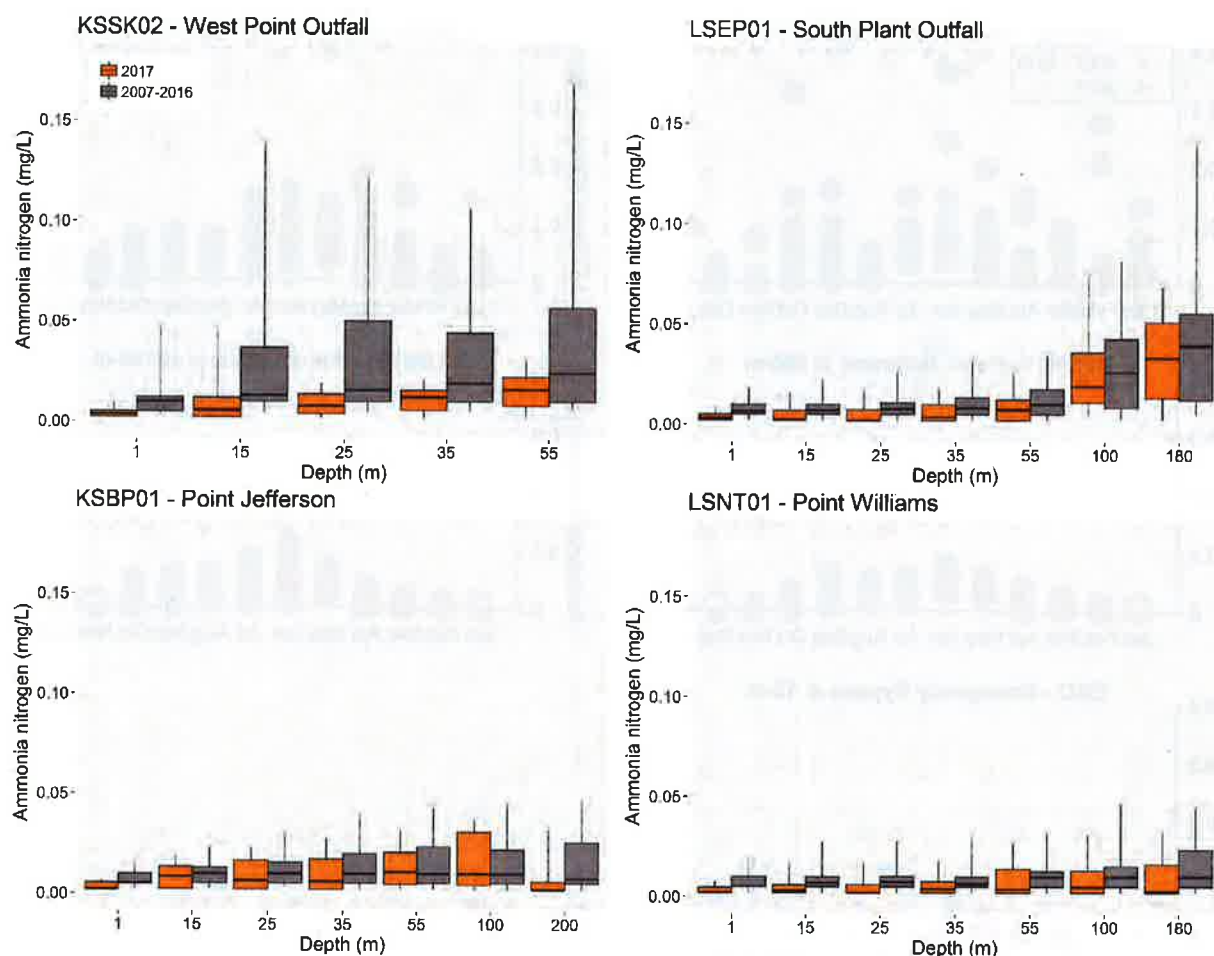 KSSK02 - West Point Outfall
2017
2007-2016
Ammonia nitrogen (mg/L)
0.15
0.10
0.05
0.00
1 15 25 35 55
Depth (m)
LSEP01 - South Plant Outfall
Ammonia nitrogen (mg/L)
0.15
0.10
0.05
0.00
1 15 25 35 55 100 180
Depth (m)
KSBP01 - Point Jefferson
Ammonia nitrogen (mg/L)
0.15
0.10
0.05
0.00
1 15 25 35 55 100 200
Depth (m)
LSNT01 - Point Williams
Ammonia nitrogen (mg/L)
0.15
0.10
0.05
0.00
1 15 25 35 55 100 180
Depth (m)